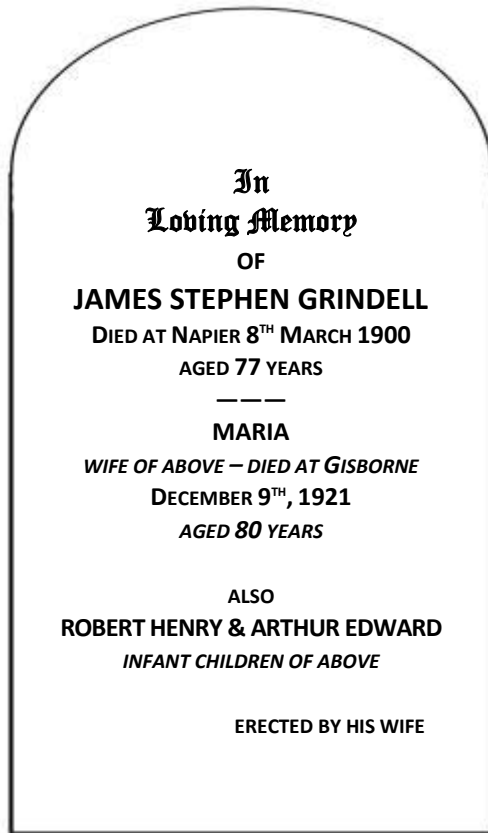 In
Loving Memory
OF
JAMES STEPHEN GRINDELL
DIED AT NAPIER 8TH MARCH 1900
AGED 77 YEARS
———
MARIA
WIFE OF ABOVE – DIED AT GISBORNE
DECEMBER 9TH, 1921
AGED 80 YEARS
ALSO
ROBERT HENRY & ARTHUR EDWARD
INFANT CHILDREN OF ABOVE
ERECTED BY HIS WIFE